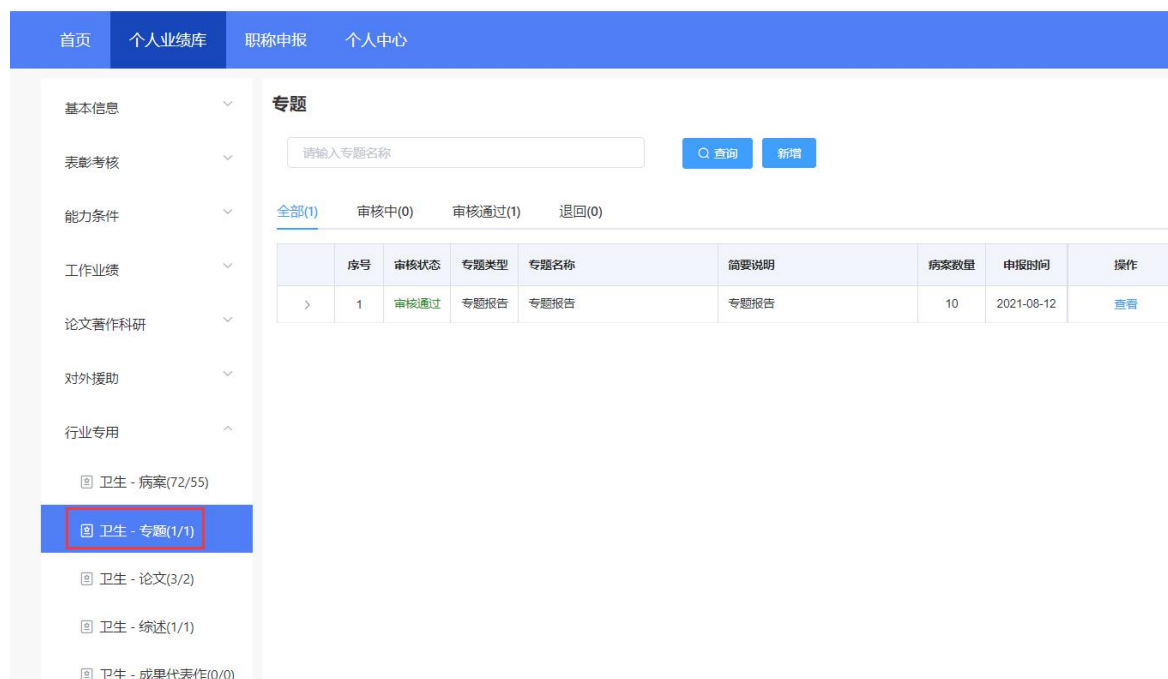 首页 个人业绩库 职称申报 个人中心
基本信息
表彰考核
能力条件
工作业绩
论文著作科研
对外援助
行业专用
卫生 - 病案(72/55)
卫生 - 专题(1/1)
卫生 - 论文(3/2)
卫生 - 综述(1/1)
卫生 - 成果代表作(0/0)
专题
请输入专题名称 查询 新增
全部(1) 审核中(0) 审核通过(1) 退回(0)
序号 审核状态 专题类型 专题名称 简要说明 病案数量 申报时间 操作
1 审核通过 专题报告 专题报告 专题报告 10 2021-08-12 查看